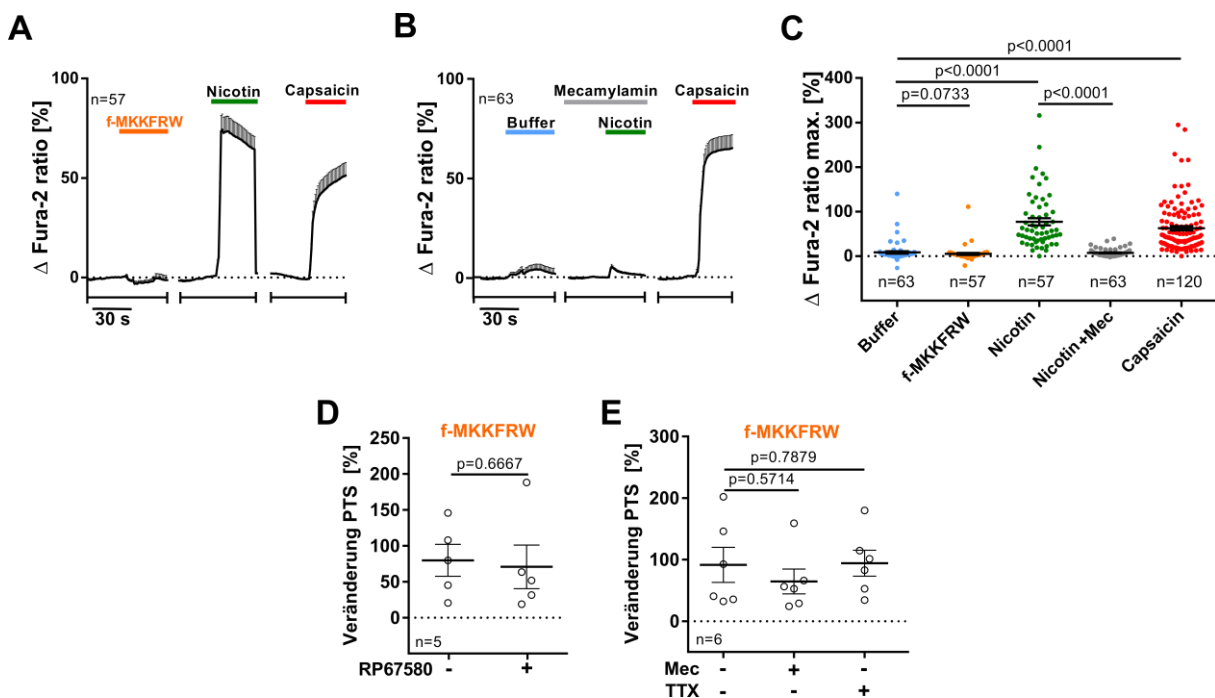 A
100
n=57
f-MKKFRW
Nicotin
Capsaicin
Δ Fura-2 ratio [%]
50
0
30 s
B
100
n=63
Buffer
Mecamylamin
Nicotin
Capsaicin
Δ Fura-2 ratio [%]
50
0
30 s
C
p<0.0001
p<0.0001
p=0.0733
p<0.0001
Δ Fura-2 ratio max. [%]
400
300
200
100
0
n=63 n=57 n=57 n=63 n=120
Buffer
f-MKKFRW
Nicotin
Nicotin+Mec
Capsaicin
D
f-MKKFRW
p=0.6667
Veränderung PTS [%]
250
200
150
100
50
0
n=5
RP67580 - +
E
f-MKKFRW
p=0.7879
p=0.5714
Veränderung PTS [%]
300
200
100
0
n=6
Mec - + -
TTX - - +